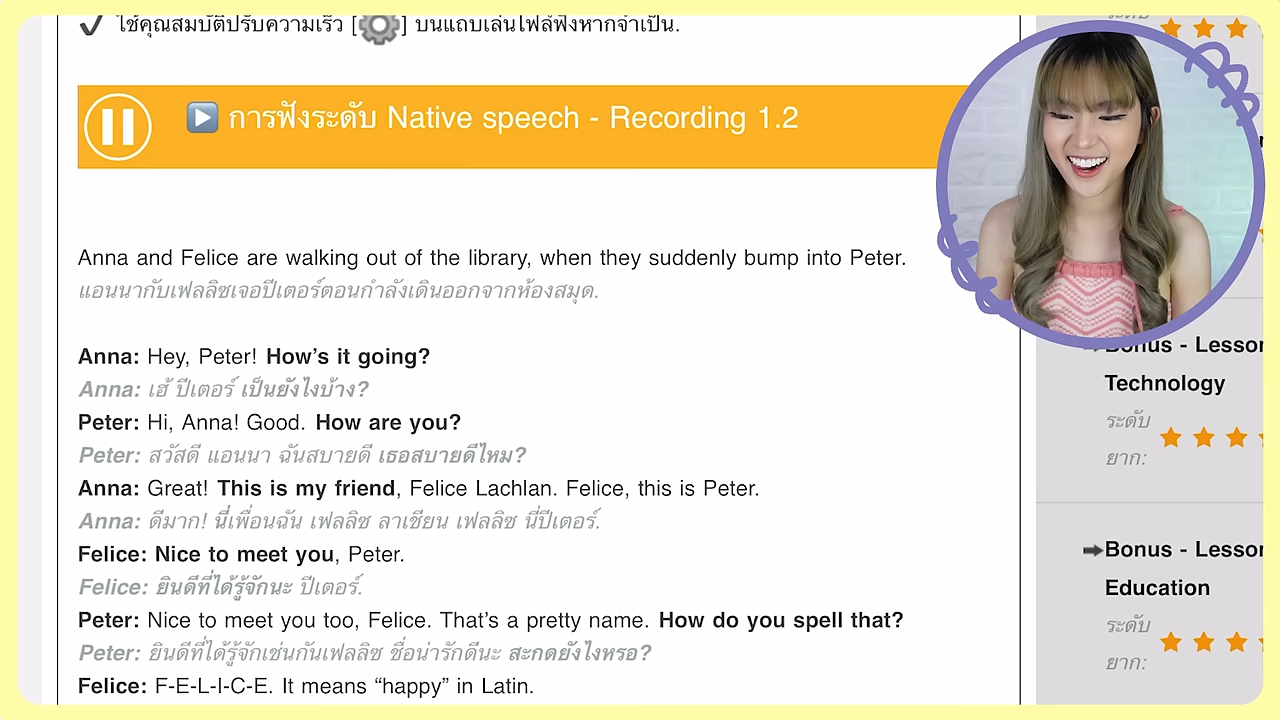 ✓ ใช้คุณสมบัติปรับความเร็ว [⚙] บนแถบเล่นไฟล์ฟังหากจำเป็น.
การฟังระดับ Native speech - Recording 1.2
Anna and Felice are walking out of the library, when they suddenly bump into Peter.
แอนนากับเฟลลิซเจอปีเตอร์ตอนกำลังเดินออกจากห้องสมุด.
Anna: Hey, Peter! How’s it going?
Anna: เฮ้ ปีเตอร์ เป็นยังไงบ้าง?
Peter: Hi, Anna! Good. How are you?
Peter: สวัสดี แอนนา ฉันสบายดี เธอสบายดีไหม?
Anna: Great! This is my friend, Felice Lachlan. Felice, this is Peter.
Anna: ดีมาก! นี่เพื่อนฉัน เฟลลิซ ลาเชียน เฟลลิซ นี่ปีเตอร์.
Felice: Nice to meet you, Peter.
Felice: ยินดีที่ได้รู้จักนะ ปีเตอร์.
Peter: Nice to meet you too, Felice. That’s a pretty name. How do you spell that?
Peter: ยินดีที่ได้รู้จักเช่นกันเฟลลิซ ชื่อน่ารักดีนะ สะกดยังไงหรอ?
Felice: F-E-L-I-C-E. It means “happy” in Latin.
ระดับ
Bonus - Lesson
Technology
ระดับ
ยาก:
➡Bonus - Lesson
Education
ระดับ
ยาก: